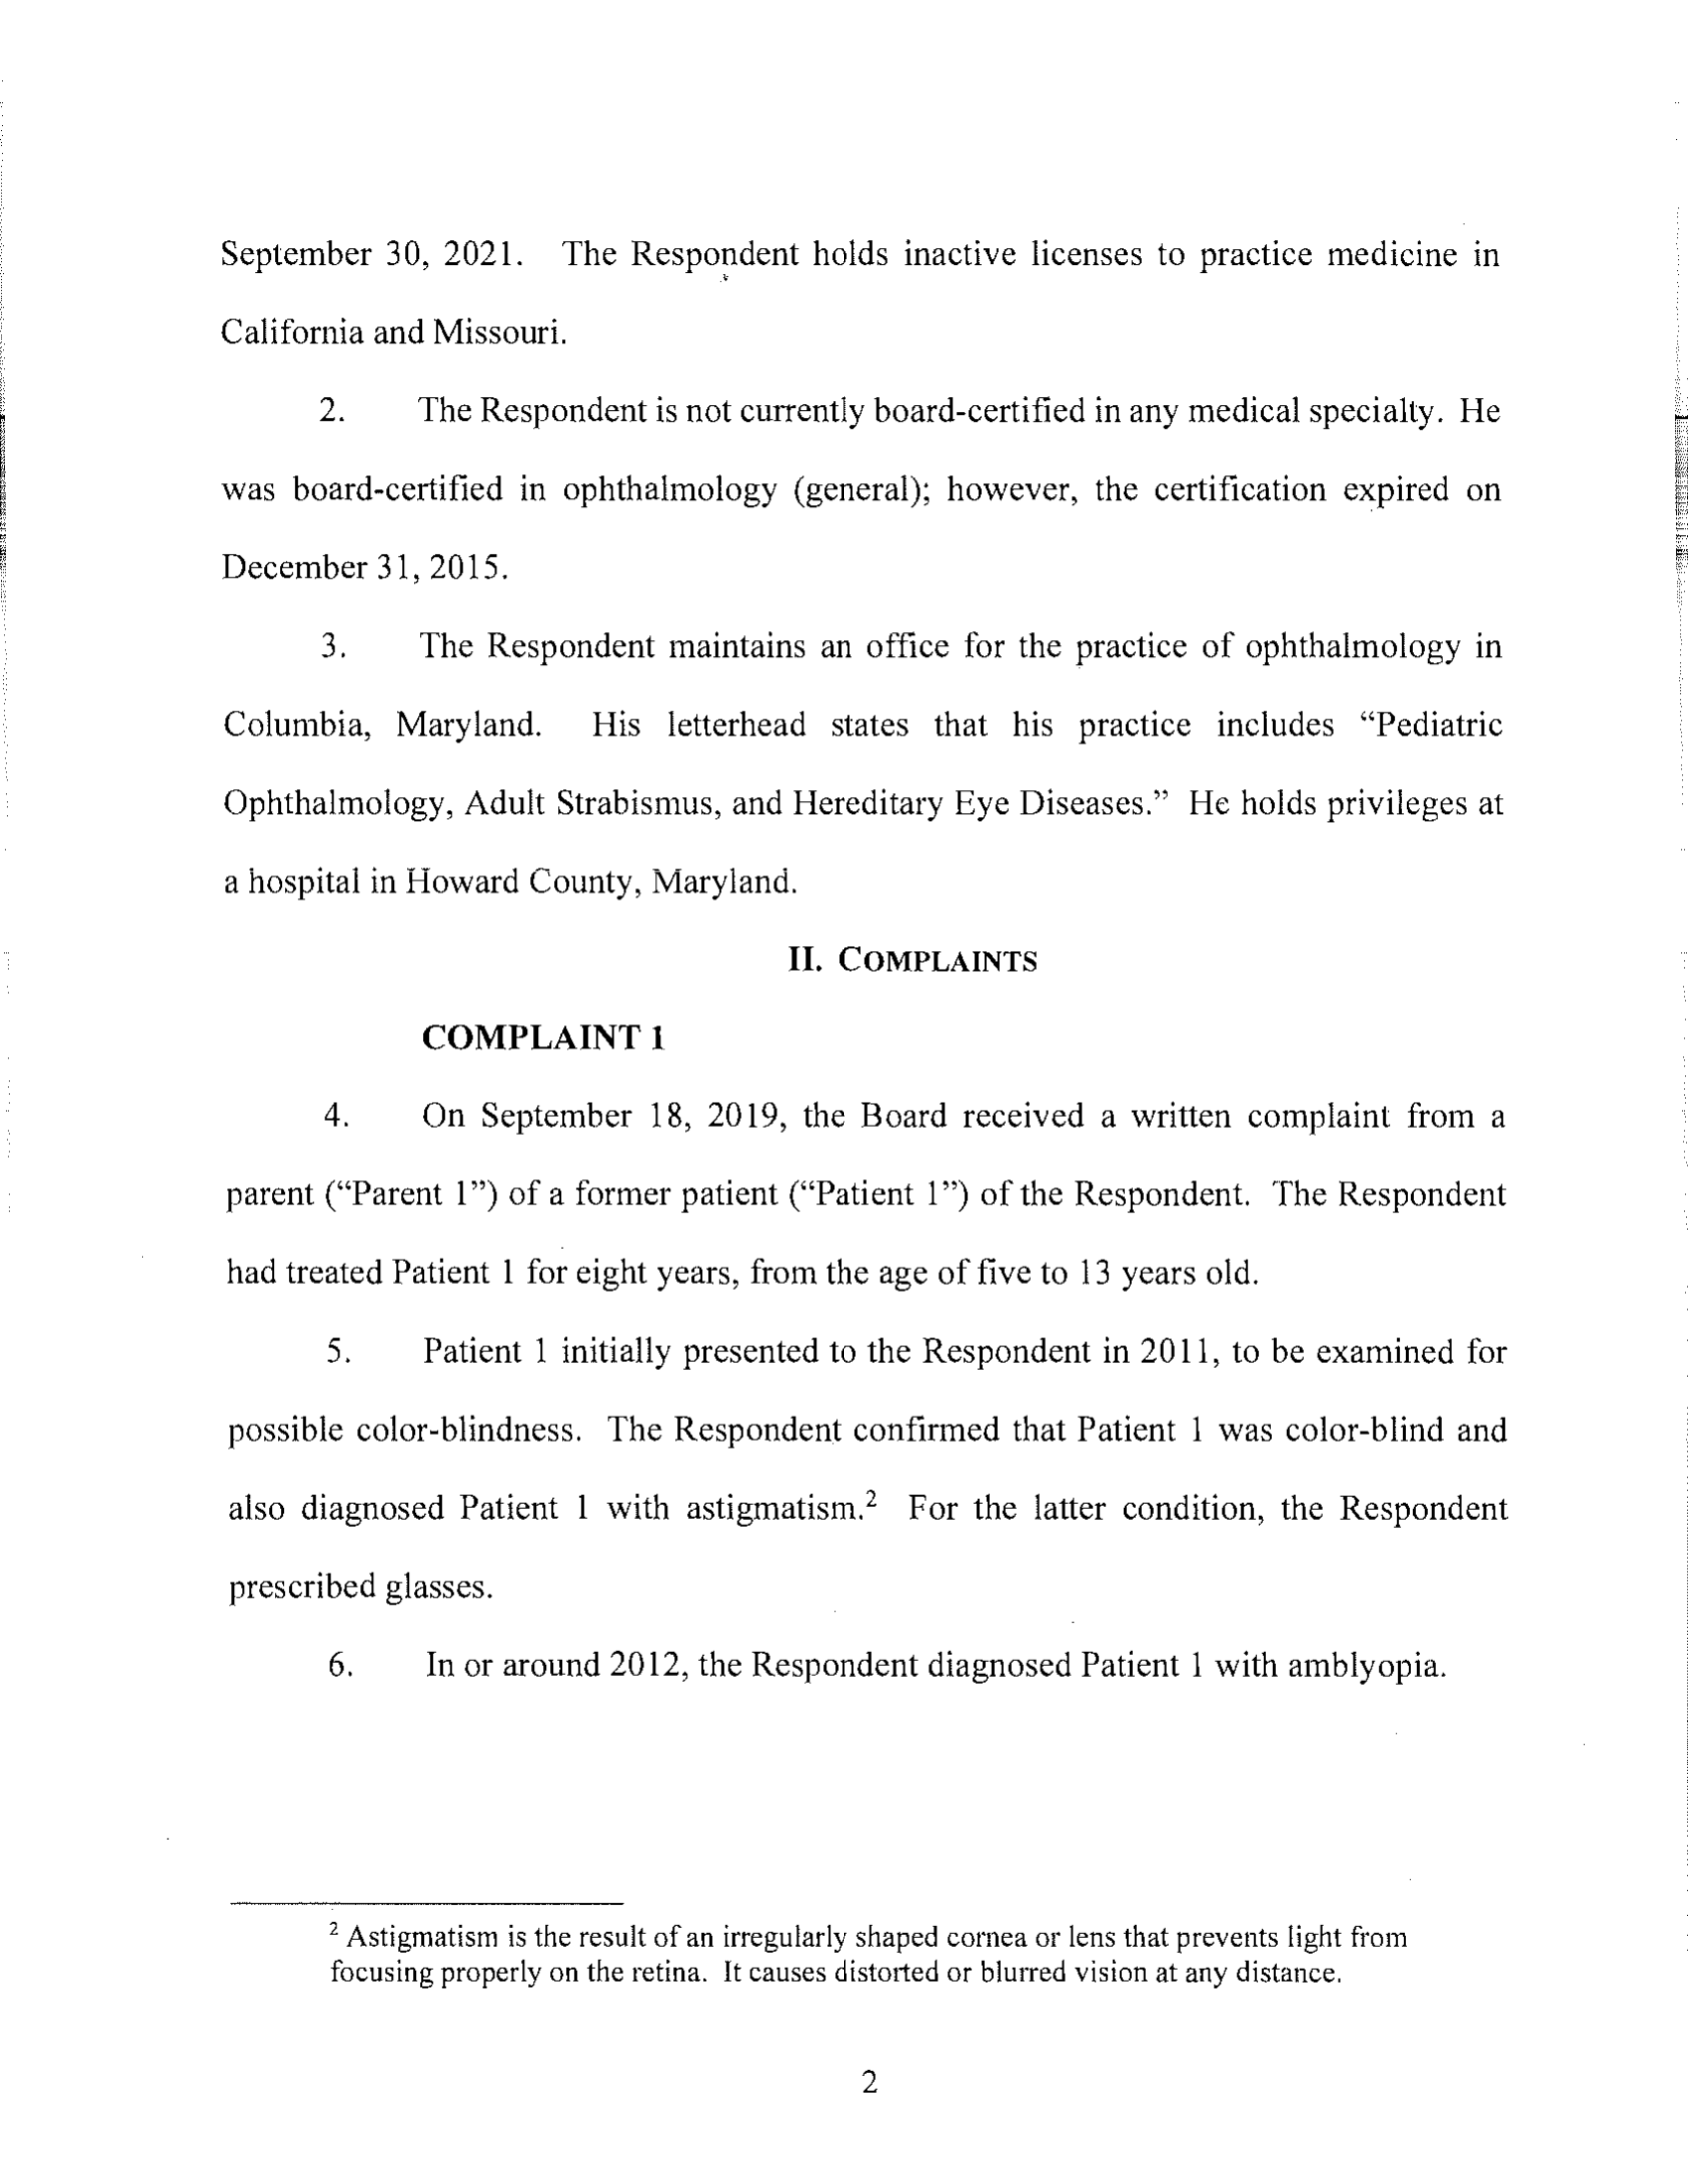 September 30, 2021. The Respondent holds inactive licenses to practice medicine in
California and Missouri.
2. The Respondent is not currently board-certified in any medical specialty. He
was board-certified in ophthalmology (general); however, the certification expired on
December 31, 2015.
3. The Respondent maintains an office for the practice of ophthalmology in
Columbia, Maryland. His letterhead states that his practice includes “Pediatric
Ophthalmology, Adult Strabismus, and Hereditary Eye Diseases.” He holds privileges at
a hospital in Howard County, Maryland.
II. COMPLAINTS
COMPLAINT 1
4. On September 18, 2019, the Board received a written complaint from a
parent (“Parent 1”) of a former patient (“Patient 1”) of the Respondent. The Respondent
had treated Patient 1 for eight years, from the age of five to 13 years old.
5. Patient 1 initially presented to the Respondent in 2011, to be examined for
possible color-blindness. The Respondent confirmed that Patient 1 was color-blind and
also diagnosed Patient 1 with astigmatism.² For the latter condition, the Respondent
prescribed glasses.
6. In or around 2012, the Respondent diagnosed Patient 1 with amblyopia.
² Astigmatism is the result of an irregularly shaped cornea or lens that prevents light from
focusing properly on the retina. It causes distorted or blurred vision at any distance.
2